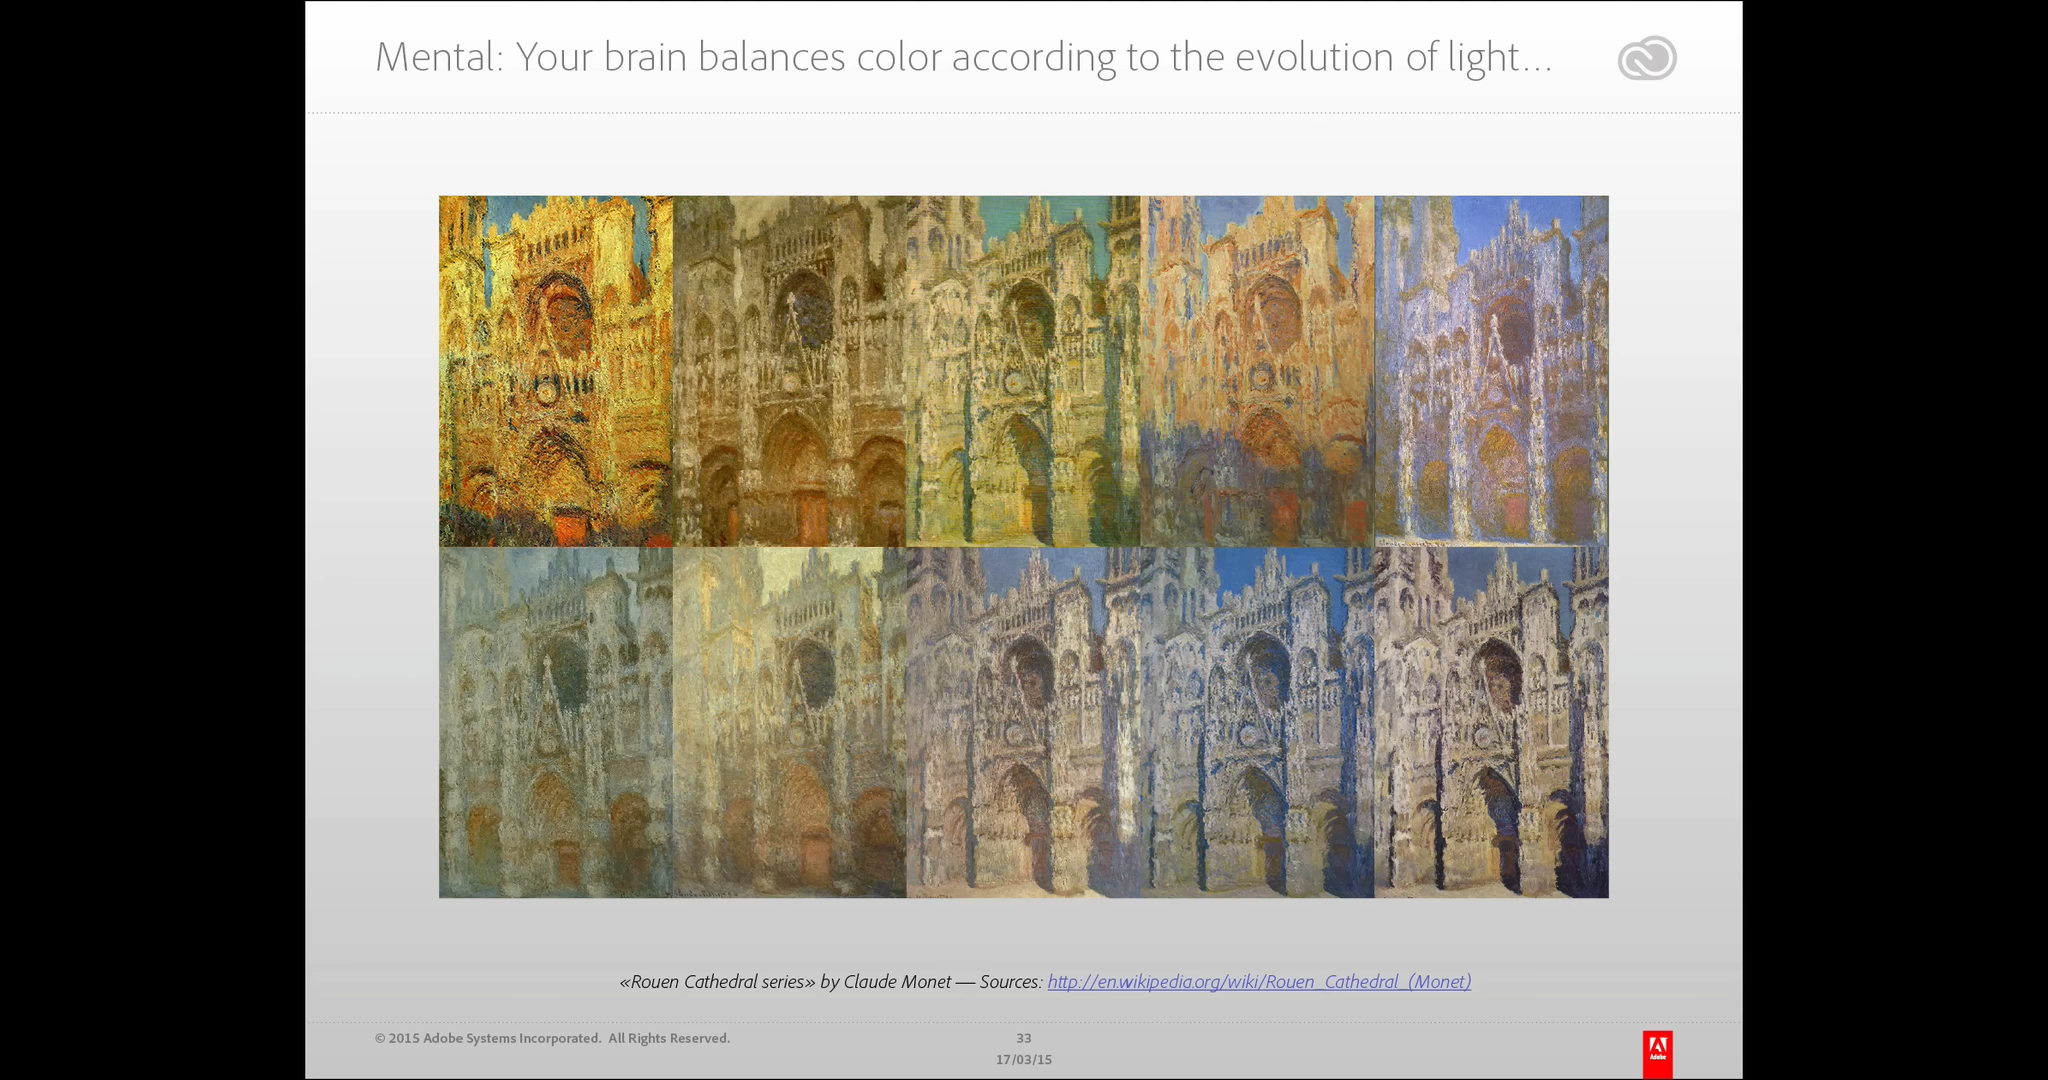 Mental: Your brain balances color according to the evolution of light...
«Rouen Cathedral series» by Claude Monet — Sources: http://en.wikipedia.org/wiki/Rouen_Cathedral_(Monet)
© 2015 Adobe Systems Incorporated. All Rights Reserved.
33
17/03/15
Adobe